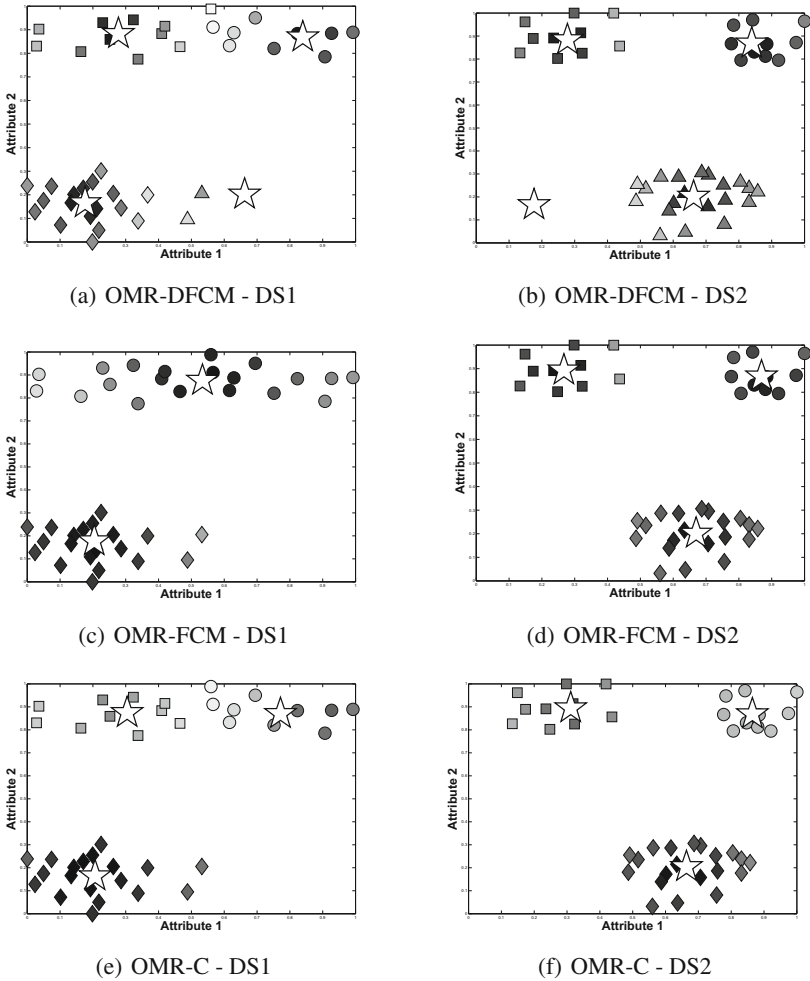 Attribute 2
Attribute 1
(a) OMR-DFCM - DS1
Attribute 2
Attribute 1
(b) OMR-DFCM - DS2
Attribute 2
Attribute 1
(c) OMR-FCM - DS1
Attribute 2
Attribute 1
(d) OMR-FCM - DS2
Attribute 2
Attribute 1
(e) OMR-C - DS1
Attribute 2
Attribute 1
(f) OMR-C - DS2